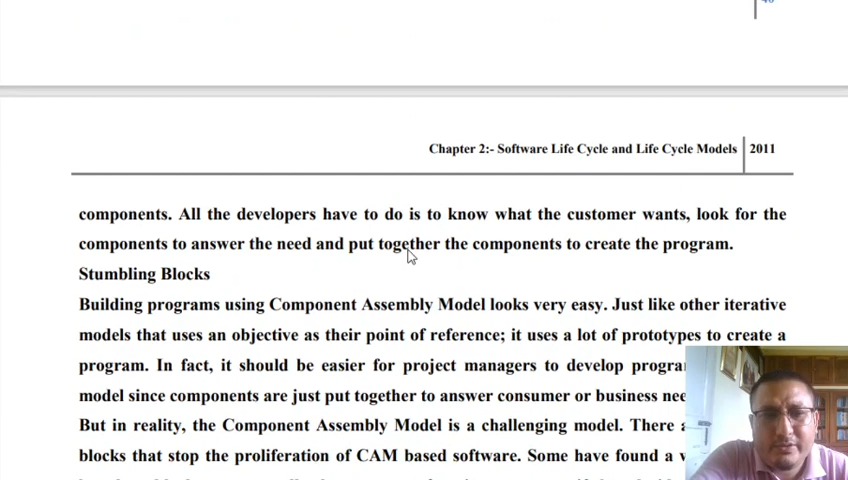 Chapter 2:- Software Life Cycle and Life Cycle Models 2011
components. All the developers have to do is to know what the customer wants, look for the
components to answer the need and put together the components to create the program.
Stumbling Blocks
Building programs using Component Assembly Model looks very easy. Just like other iterative
models that uses an objective as their point of reference; it uses a lot of prototypes to create a
program. In fact, it should be easier for project managers to develop
model since components are just put together to answer consumer or business
But in reality, the Component Assembly Model is a challenging model. There
blocks that stop the proliferation of CAM based software. Some have found a